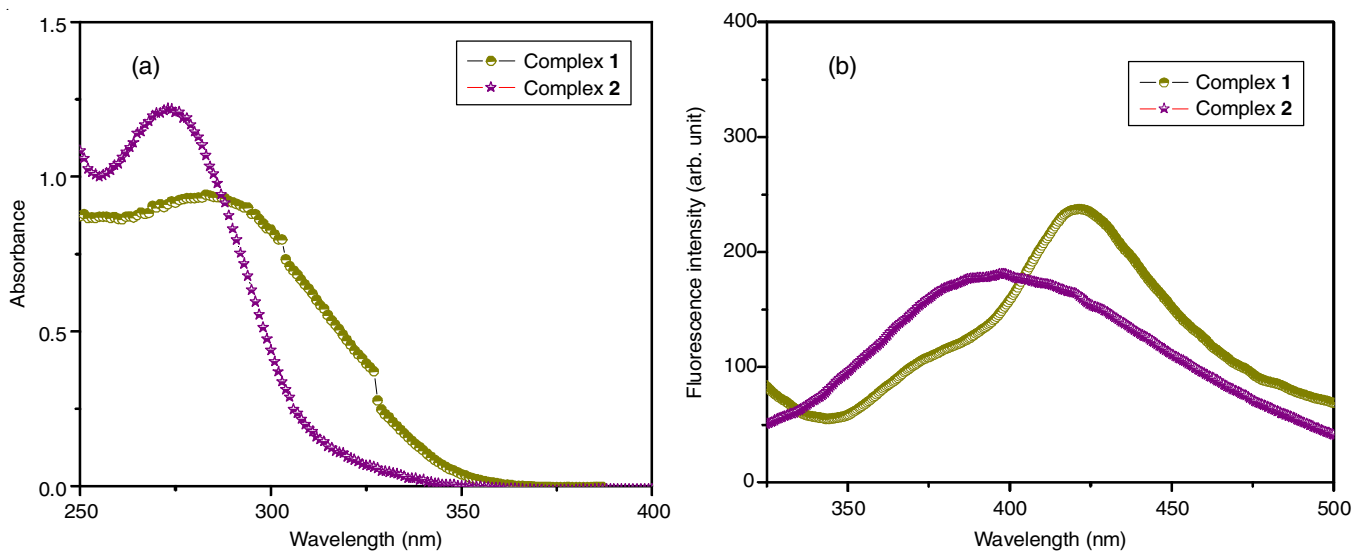 (a)
Complex 1
Complex 2
1.5
1.0
0.5
0.0
Absorbance
250
300
350
400
Wavelength (nm)
(b)
Complex 1
Complex 2
400
300
200
100
0
Fluorescence intensity (arb. unit)
350
400
450
500
Wavelength (nm)